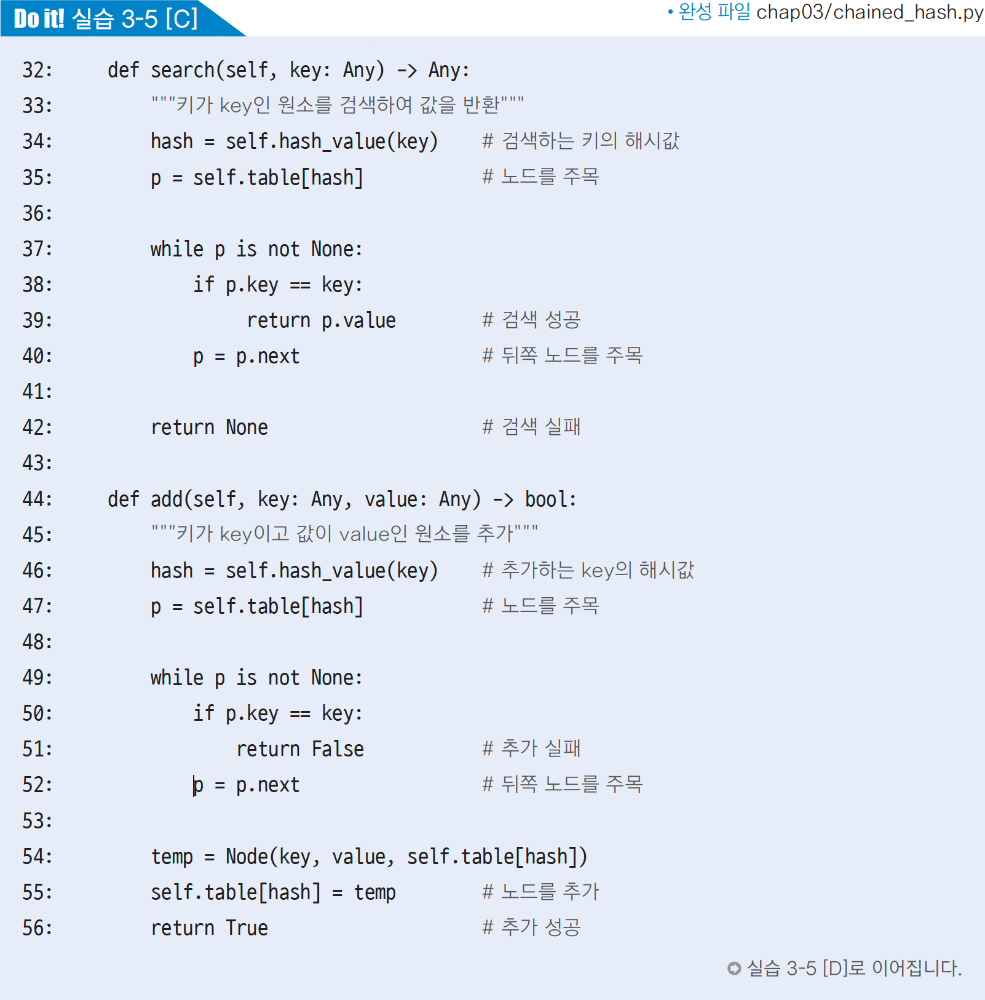 Do it! 실습 3-5 [C]
• 완성 파일 chap03/chained_hash.py
32:     def search(self, key: Any) -> Any:
33:         """키가 key인 원소를 검색하여 값을 반환"""
34:         hash = self.hash_value(key)    # 검색하는 키의 해시값
35:         p = self.table[hash]           # 노드를 주목
36:
37:         while p is not None:
38:             if p.key == key:
39:                  return p.value        # 검색 성공
40:             p = p.next                 # 뒤쪽 노드를 주목
41:
42:         return None                    # 검색 실패
43:
44:     def add(self, key: Any, value: Any) -> bool:
45:         """키가 key이고 값이 value인 원소를 추가"""
46:         hash = self.hash_value(key)    # 추가하는 key의 해시값
47:         p = self.table[hash]           # 노드를 주목
48:
49:         while p is not None:
50:             if p.key == key:
51:                 return False           # 추가 실패
52:             p = p.next                 # 뒤쪽 노드를 주목
53:
54:         temp = Node(key, value, self.table[hash])
55:         self.table[hash] = temp        # 노드를 추가
56:         return True                    # 추가 성공
실습 3-5 [D]로 이어집니다.